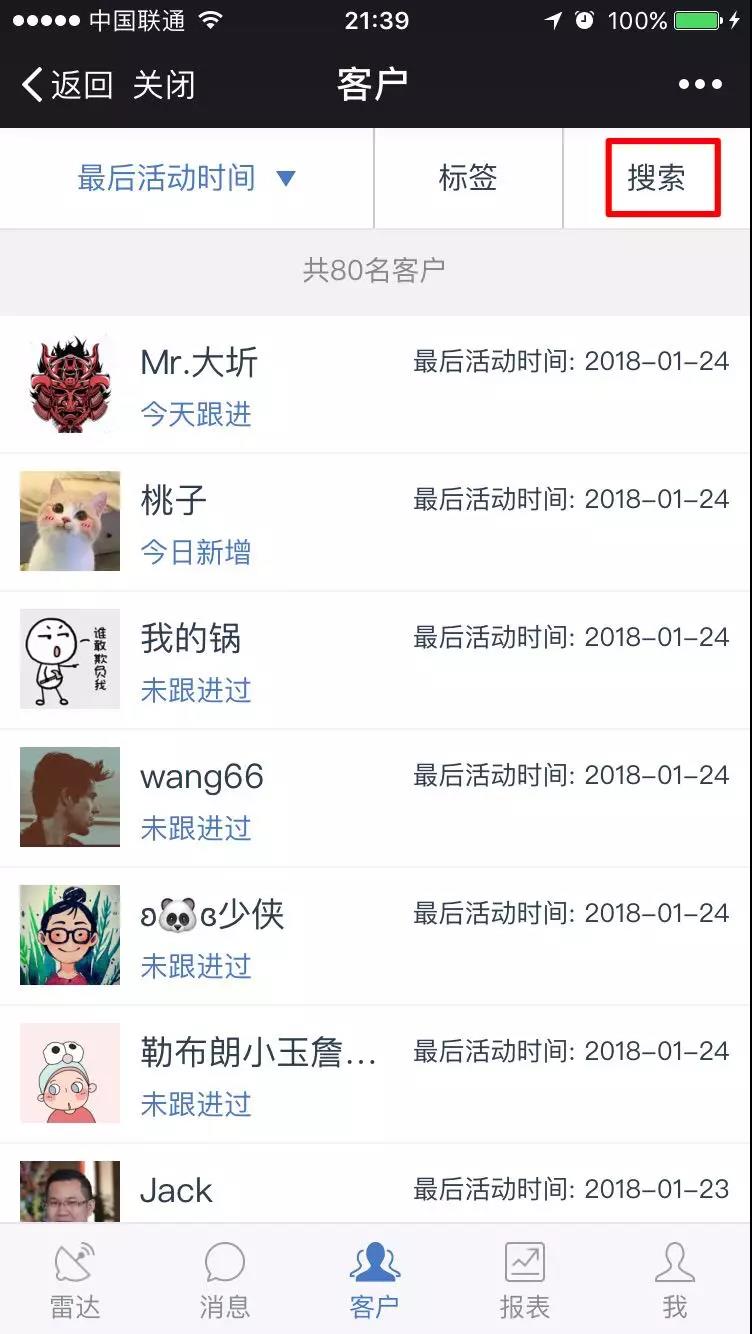 中国联通 21:39 100%
返回 关闭 客户
最后活动时间 ▼ 标签 搜索
共80名客户
Mr.大圻 最后活动时间: 2018-01-24
今天跟进
桃子 最后活动时间: 2018-01-24
今日新增
谁敢欺负我
我的锅 最后活动时间: 2018-01-24
未跟进过
wang66 最后活动时间: 2018-01-24
未跟进过
ʚ🐼ɞ少侠 最后活动时间: 2018-01-24
未跟进过
勒布朗小玉詹... 最后活动时间: 2018-01-24
未跟进过
Jack 最后活动时间: 2018-01-23
雷达 消息 客户 报表 我